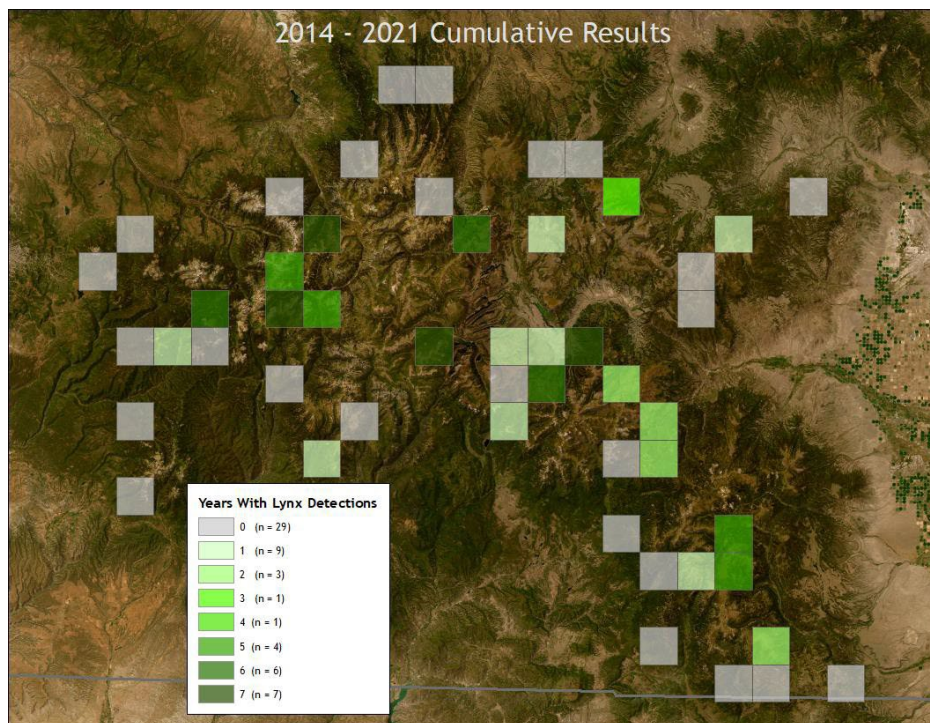 2014 - 2021 Cumulative Results
Years With Lynx Detections
0 (n = 29)
1 (n = 9)
2 (n = 3)
3 (n = 1)
4 (n = 1)
5 (n = 4)
6 (n = 6)
7 (n = 7)